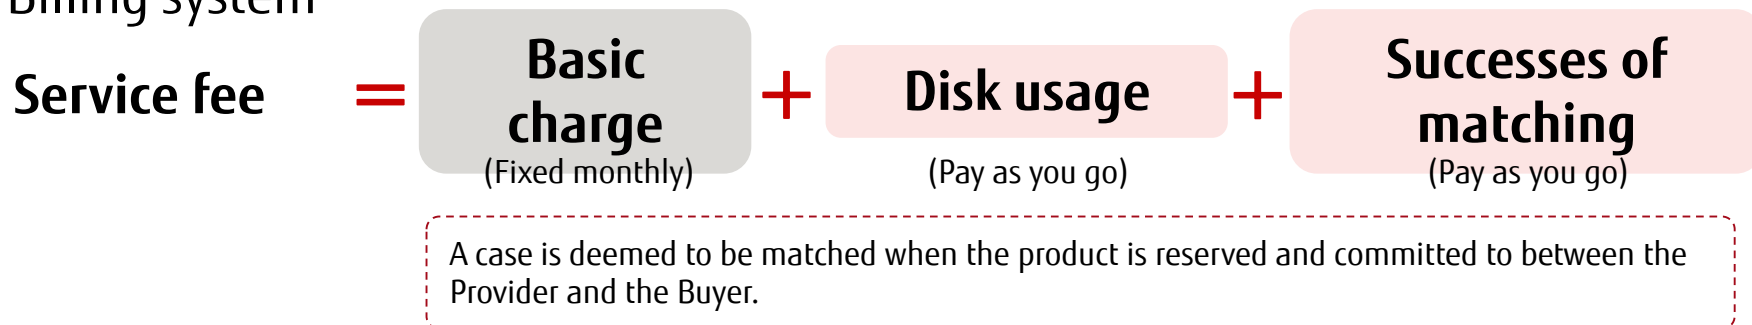 Billing system
Service fee = Basic charge + Disk usage + Successes of matching
(Fixed monthly) (Pay as you go) (Pay as you go)
A case is deemed to be matched when the product is reserved and committed to between the
Provider and the Buyer.